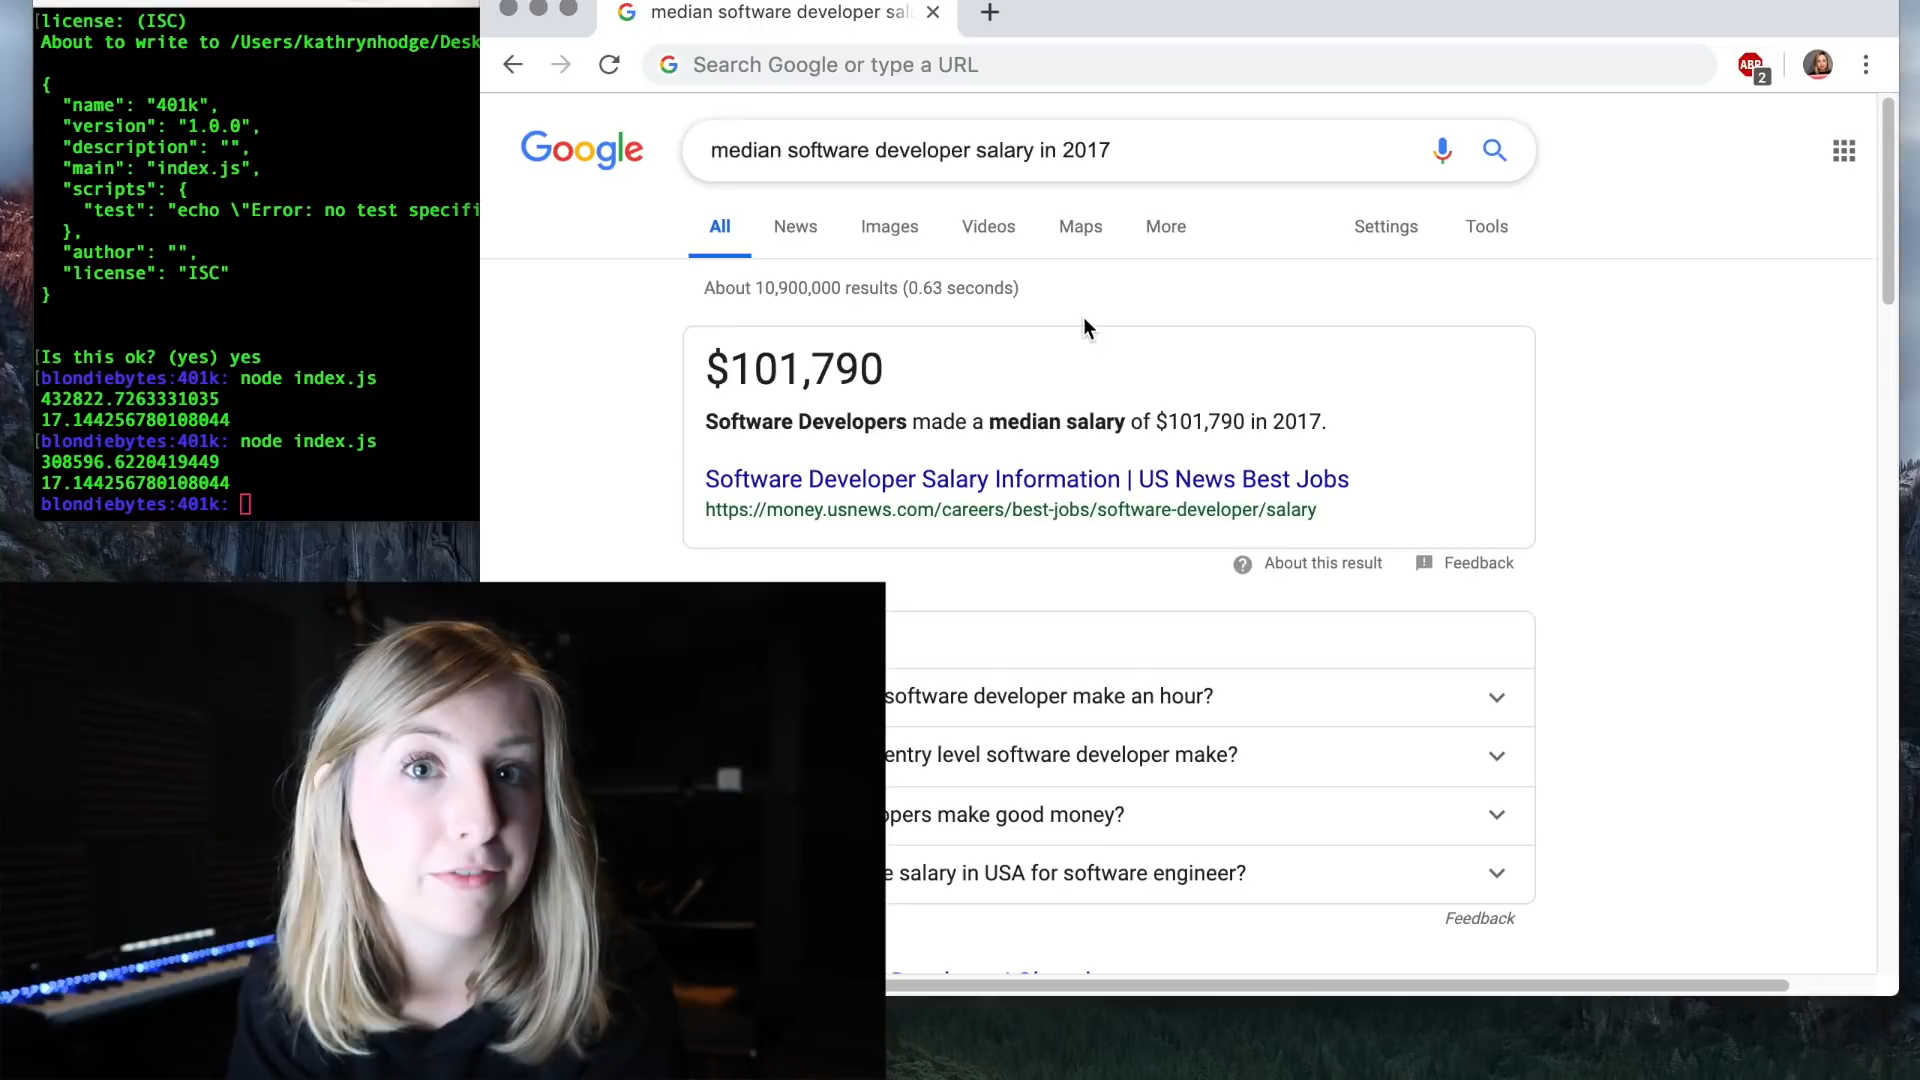 license: (ISC)
About to write to /Users/kathrynhodge/Desk
{
"name": "401k",
"version": "1.0.0",
"description": "",
"main": "index.js",
"scripts": {
"test": "echo \"Error: no test specifi
},
"author": "",
"license": "ISC"
}
Is this ok? (yes) yes
blondiebytes:401k: node index.js
432822.7263331035
17.144256780108044
blondiebytes:401k: node index.js
308596.6220419449
17.144256780108044
blondiebytes:401k:
median software developer sal
Search Google or type a URL
ABP
2
Google
median software developer salary in 2017
All News Images Videos Maps More Settings Tools
About 10,900,000 results (0.63 seconds)
$101,790
Software Developers made a median salary of $101,790 in 2017.
Software Developer Salary Information | US News Best Jobs
https://money.usnews.com/careers/best-jobs/software-developer/salary
About this result Feedback
software developer make an hour?
entry level software developer make?
opers make good money?
e salary in USA for software engineer?
Feedback